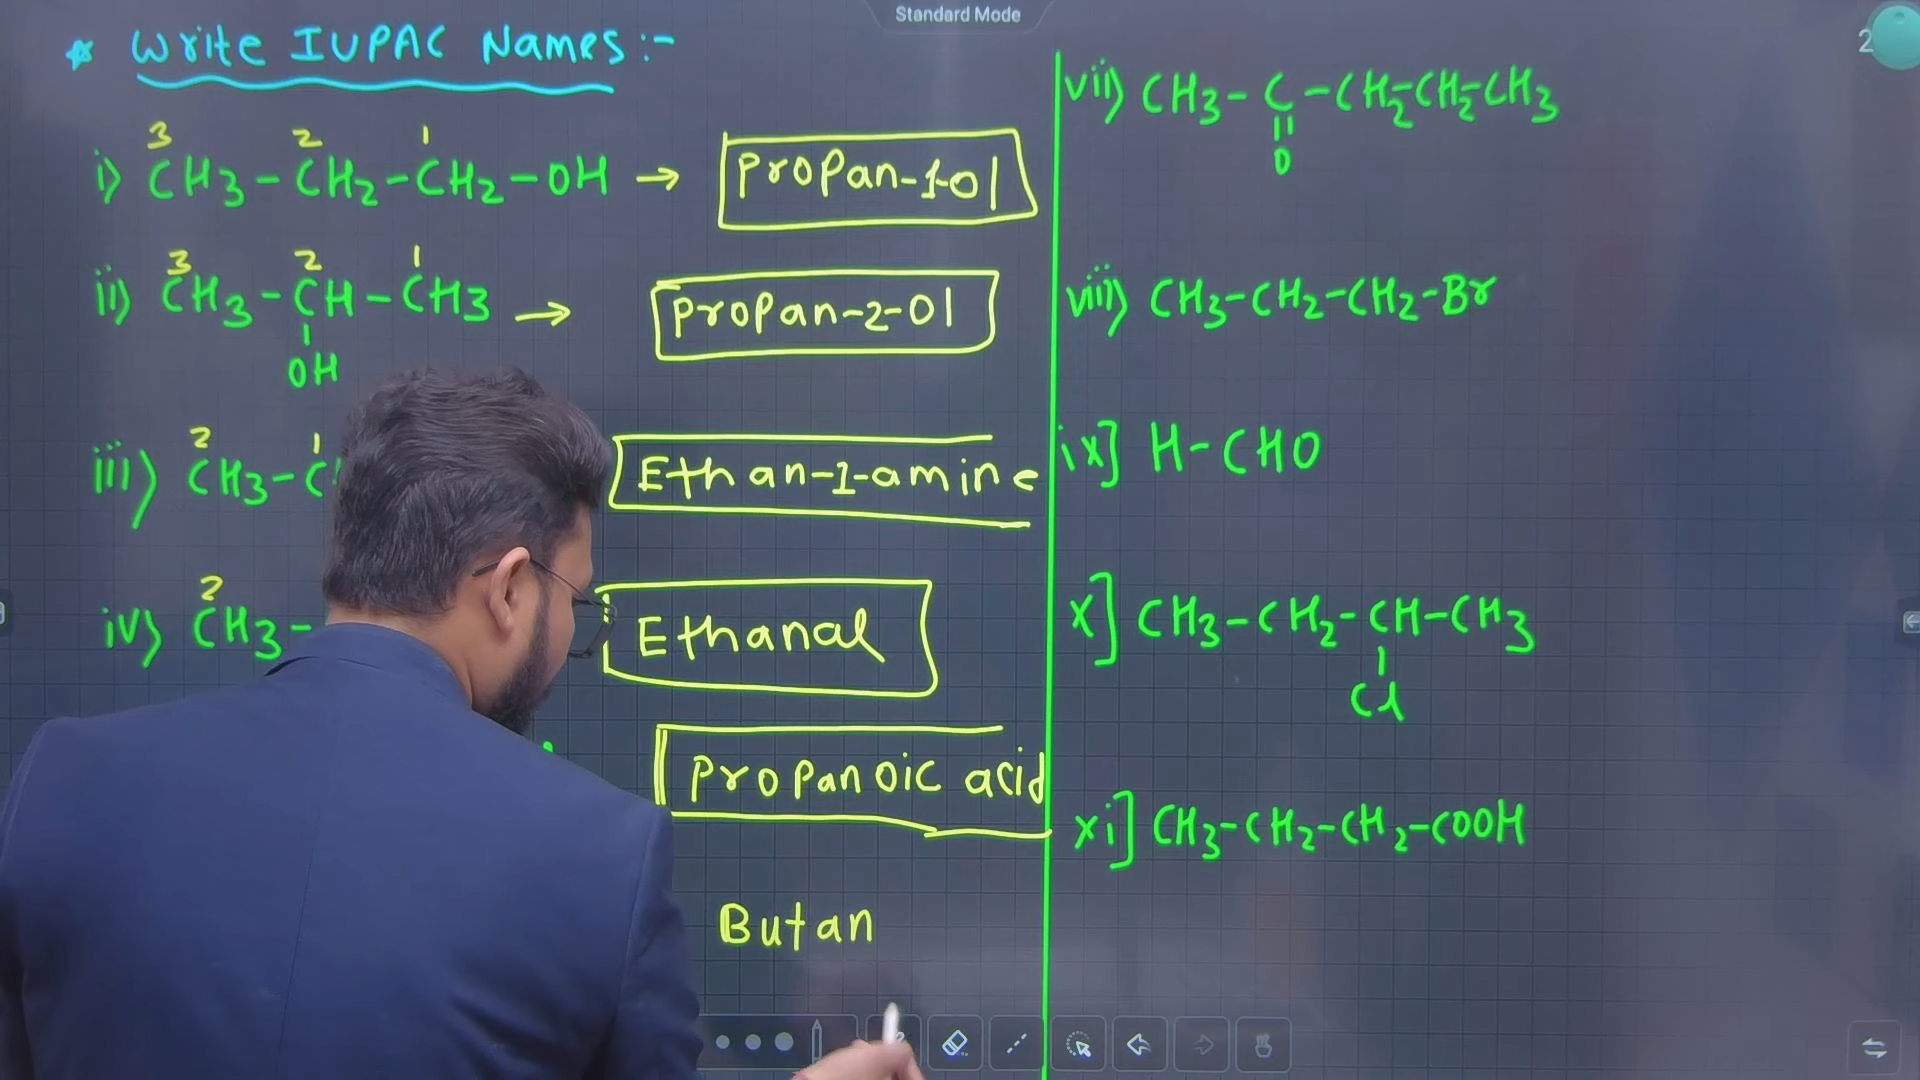 Standard Mode
* Write IUPAC Names:-
3 2 1
i) CH3-CH2-CH2-OH → Propan-1-ol
3 2 1
ii) CH3-CH-CH3 → Propan-2-ol
OH
2 1
iii) CH3-C Ethan-1-amine
2
iv) CH3- Ethanal
Propanoic acid
Butan
2
vii) CH3-C-CH2-CH2-CH3
O
viii) CH3-CH2-CH2-Br
ix] H-CHO
x] CH3-CH2-CH-CH3
Cl
xi] CH3-CH2-CH2-COOH